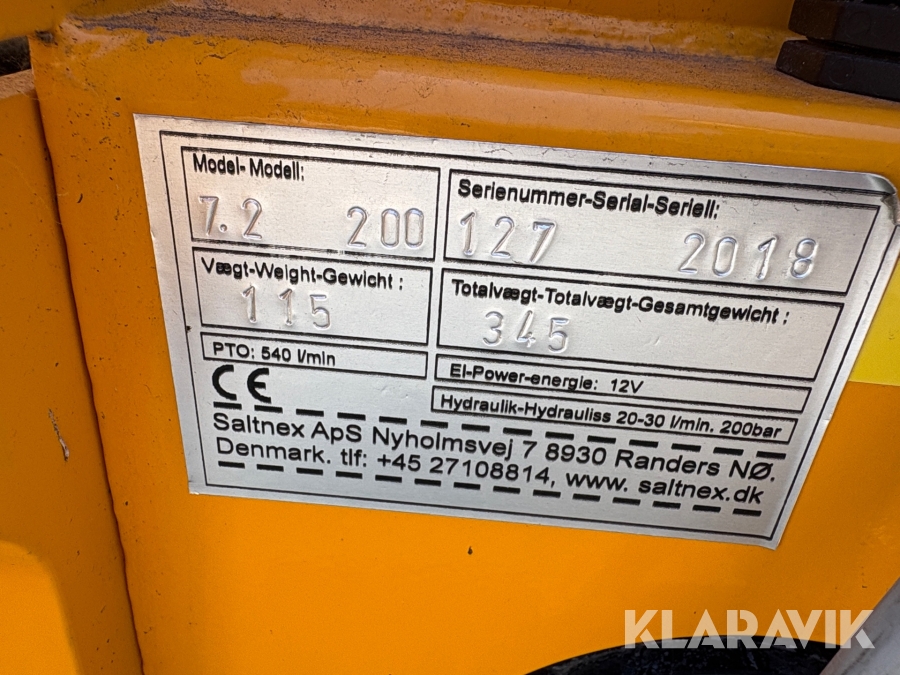 Model- Modell:
7.2 200
Serienummer-Serial-Seriell:
127 2018
Vægt-Weight-Gewicht :
115
Totalvægt-Totalvægt-Gesamtgewicht :
345
PTO: 540 l/min
El-Power-energie: 12V
Hydraulik-Hydrauliss 20-30 l/min. 200bar
CE
Saltnex ApS Nyholmsvej 7 8930 Randers NØ.
Denmark. tlf: +45 27108814, www. saltnex.dk
KLARAVIK